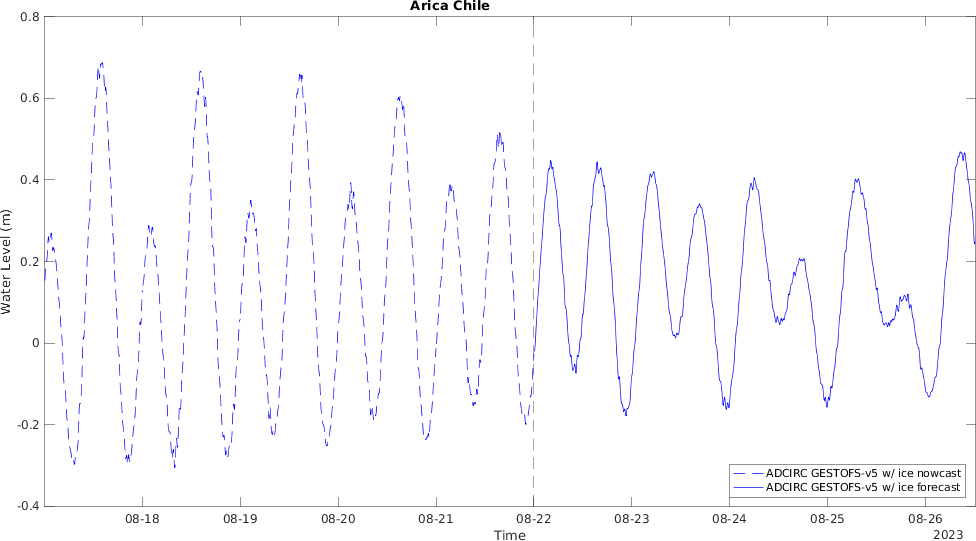 Arica Chile
Water Level (m)
0.8
0.6
0.4
0.2
0
-0.2
-0.4
08-18 08-19 08-20 08-21 08-22 08-23 08-24 08-25 08-26
Time
2023
ADCIRC GESTOFS-v5 w/ ice nowcast
ADCIRC GESTOFS-v5 w/ ice forecast